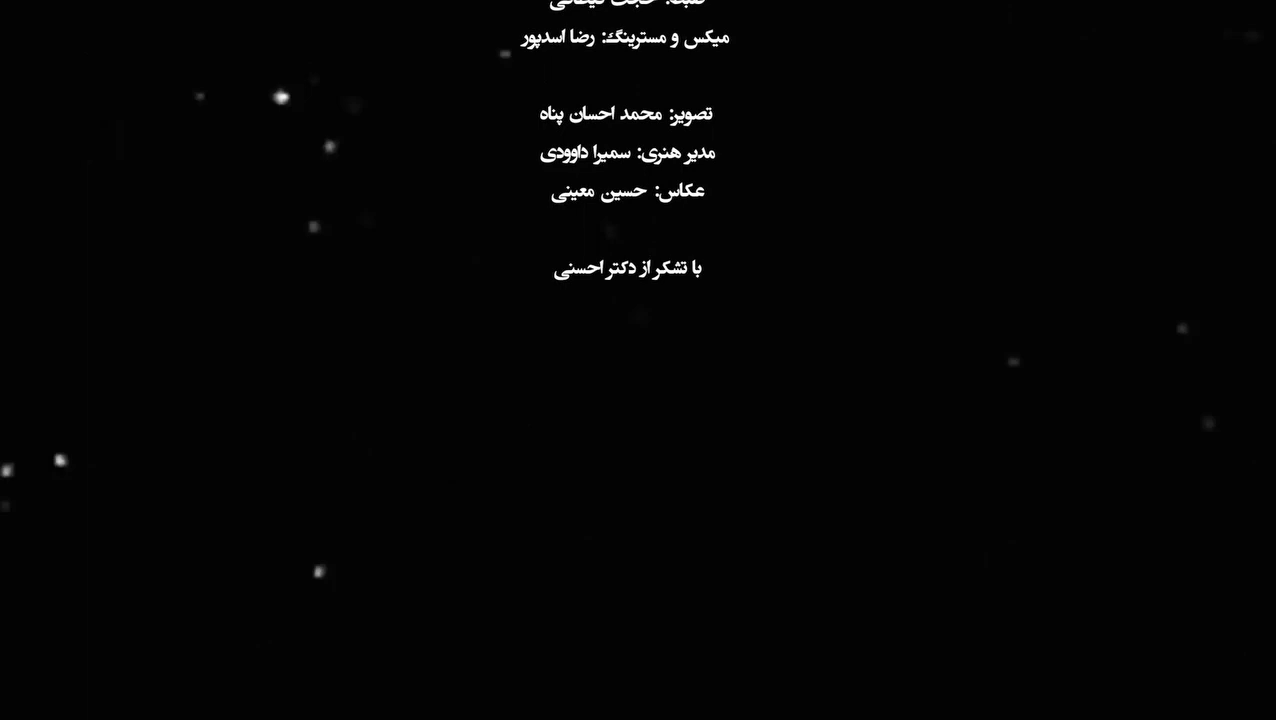 میکس و مسترینگ: رضا اسدپور
تصویر: محمد احسان پناه
مدیر هنری: سمیرا داوودی
عکاس: حسین معینی
با تشکر از دکتر احسنی